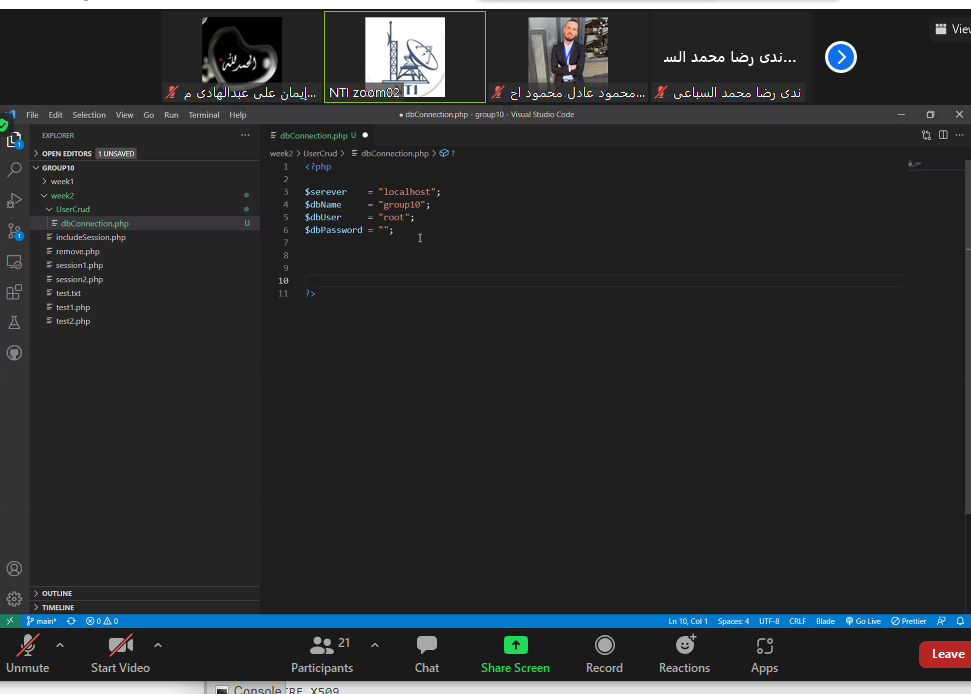 View
الحمدلله
...إيمان على عبدالهادى م
NTI zoom02
...محمود عادل محمود اح
...ندى رضا محمد الس
ندى رضا محمد السباعى
File Edit Selection View Go Run Terminal Help
● dbConnection.php - group10 - Visual Studio Code
EXPLORER ...
OPEN EDITORS 1 UNSAVED
GROUP10
week1
week2
UserCrud
dbConnection.php U
includeSession.php
remove.php
session1.php
session2.php
test.txt
test1.php
test2.php
OUTLINE
TIMELINE
dbConnection.php U ●
week2 > UserCrud > dbConnection.php > ?
1 <?php
2
3 $serever = "localhost";
4 $dbName = "group10";
5 $dbUser = "root";
6 $dbPassword = "";
7
8
9
10
11 ?>
main* 0 0
Ln 10, Col 1 Spaces: 4 UTF-8 CRLF Blade Go Live Prettier
Unmute Start Video Participants 21 Chat Share Screen Record Reactions Apps Leave
Console
X509